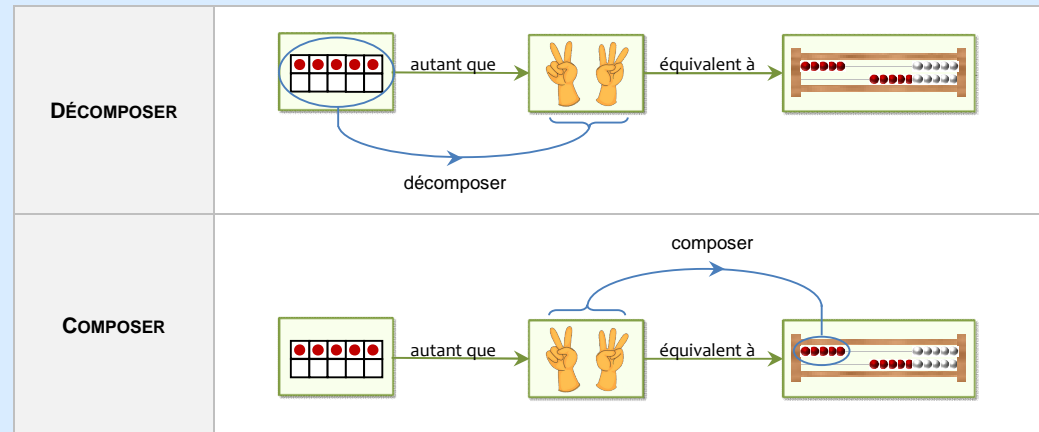 DÉCOMPOSER
autant que
équivalent à
décomposer
COMPOSER
composer
autant que
équivalent à